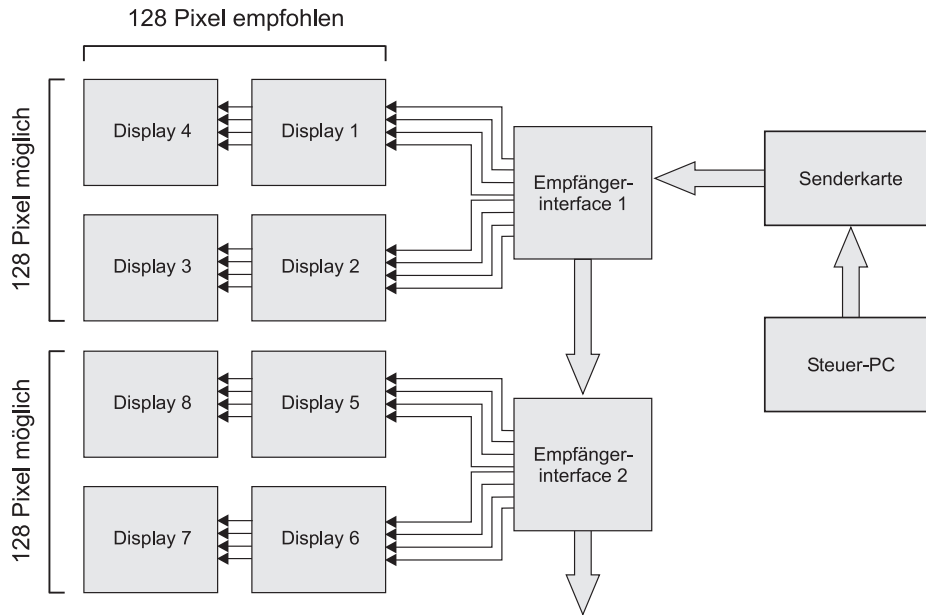 128 Pixel empfohlen
128 Pixel möglich
Display 4
Display 1
Display 3
Display 2
Empfänger-
interface 1
Senderkarte
Steuer-PC
128 Pixel möglich
Display 8
Display 5
Display 7
Display 6
Empfänger-
interface 2